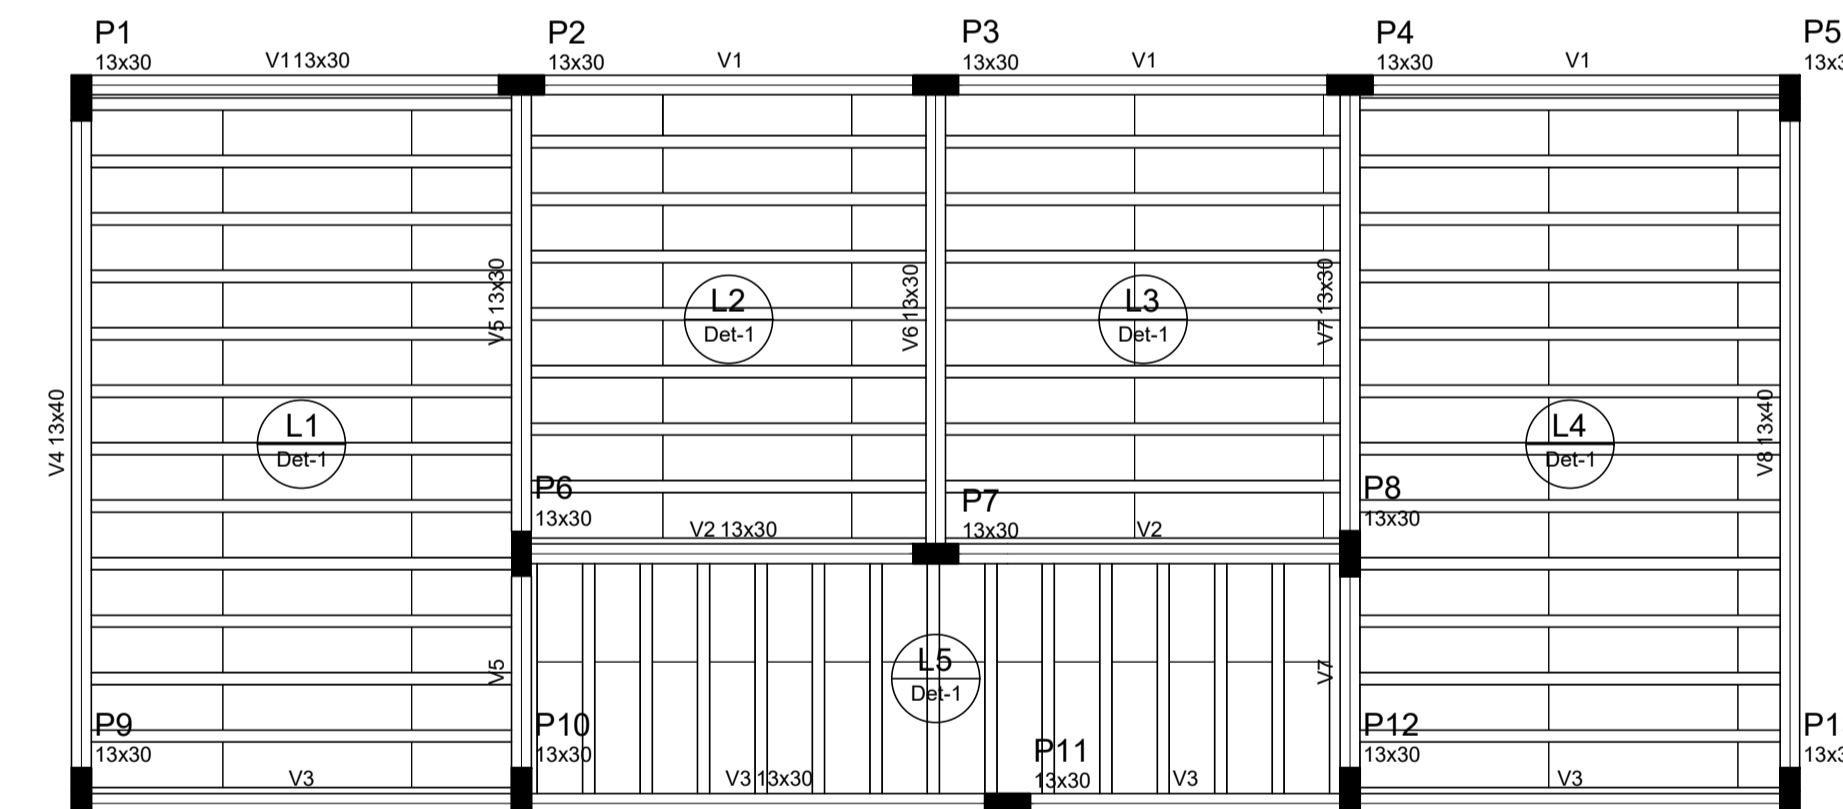 P1
13x30
V1 13x30
P2
13x30
V1
P3
13x30
V1
P4
13x30
V1
P5
V4 13x40
V5 13x30
L2
Det-1
V6 13x30
L3
Det-1
V7 13x30
V8 13x40
L1
Det-1
L4
Det-1
P6
13x30
V2 13x30
P7
13x30
V2
P8
13x30
V5
L5
Det-1
V7
P9
13x30
P10
13x30
P11
13x30
P12
13x30
V3
V3 13x30
V3
V3